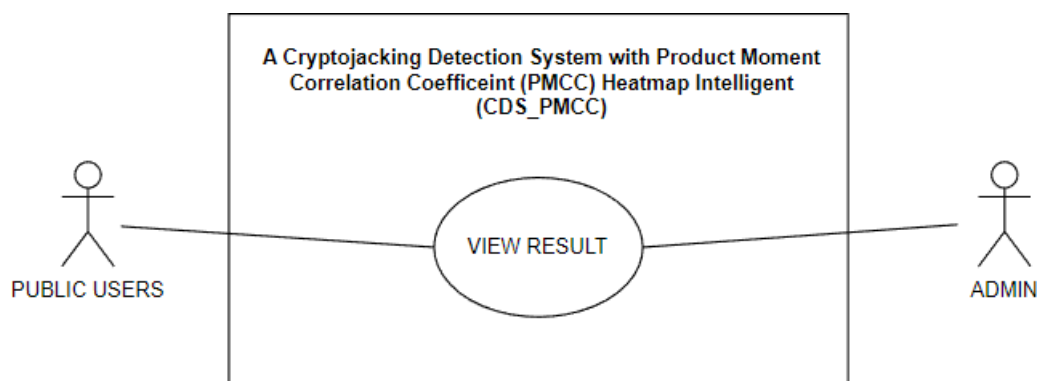 A Cryptojacking Detection System with Product Moment
Correlation Coefficeint (PMCC) Heatmap Intelligent
(CDS_PMCC)
VIEW RESULT
PUBLIC USERS
ADMIN